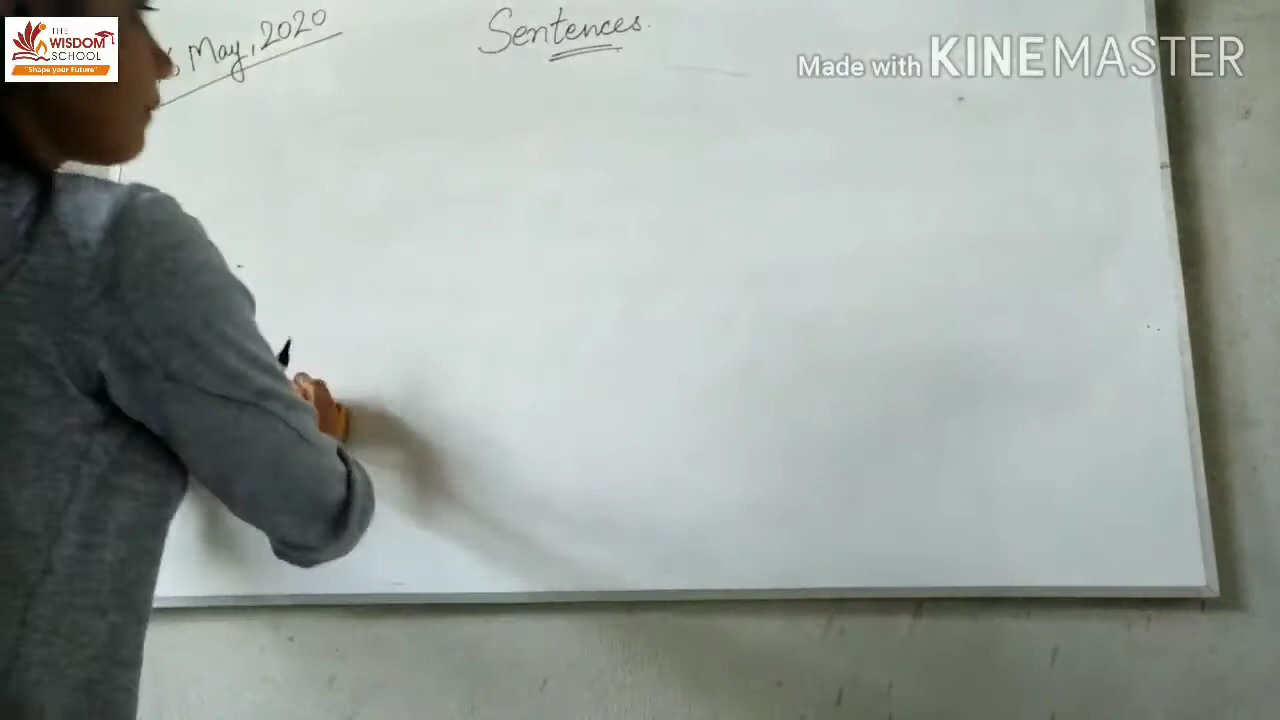 THE
WISDOM
SCHOOL
"Shape your Future"
May, 2020
Sentences.
Made with KINEMASTER